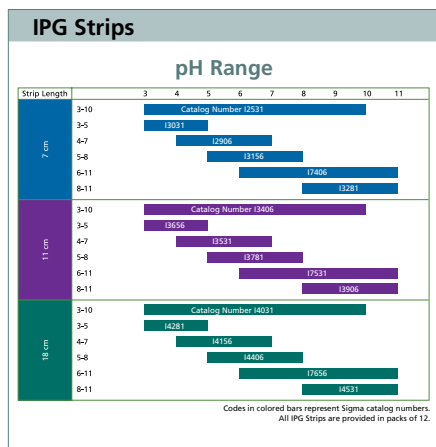 IPG Strips
pH Range
Strip Length 3 4 5 6 7 8 9 10 11
7 cm
3–10 Catalog Number I2531
3–5 I3031
4–7 I2906
5–8 I3156
6–11 I7406
8–11 I3281
11 cm
3–10 Catalog Number I3406
3–5 I3656
4–7 I3531
5–8 I3781
6–11 I7531
8–11 I3906
18 cm
3–10 Catalog Number I4031
3–5 I4281
4–7 I4156
5–8 I4406
6–11 I7656
8–11 I4531
Codes in colored bars represent Sigma catalog numbers.
All IPG Strips are provided in packs of 12.